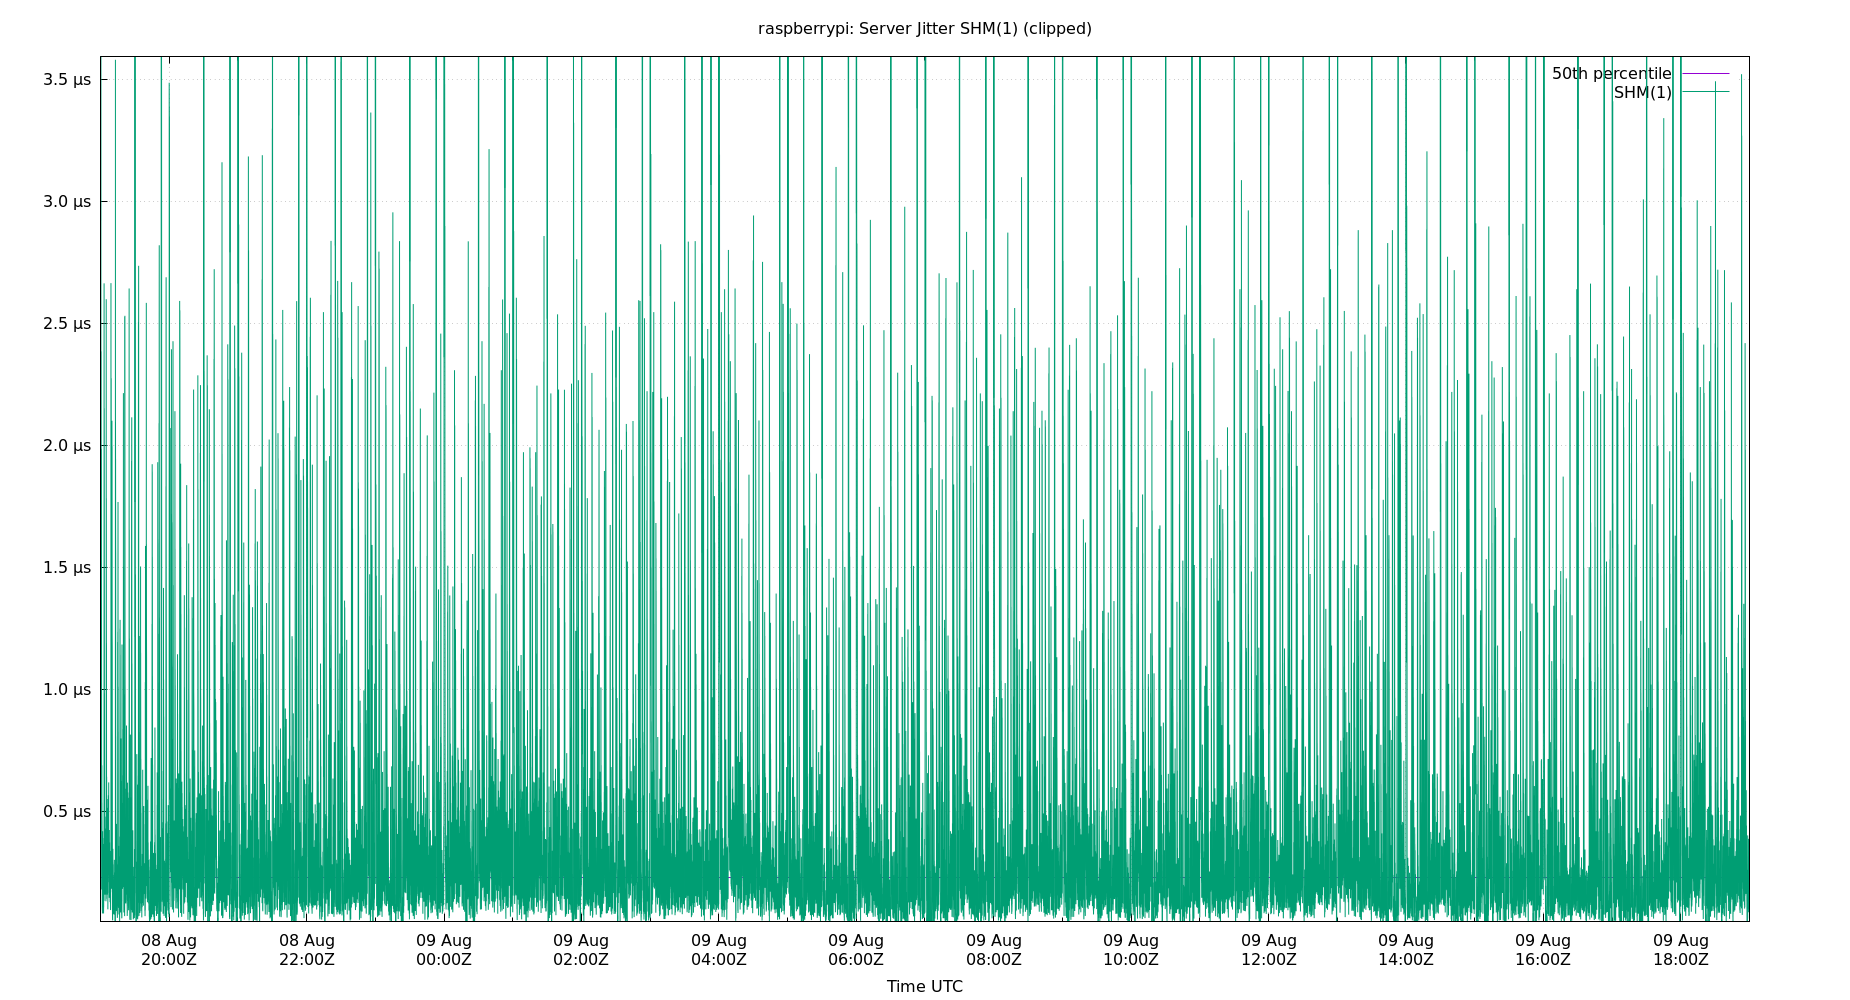 raspberrypi: Server Jitter SHM(1) (clipped)
50th percentile
SHM(1)
3.5 µs
3.0 µs
2.5 µs
2.0 µs
1.5 µs
1.0 µs
0.5 µs
08 Aug 08 Aug 09 Aug 09 Aug 09 Aug 09 Aug 09 Aug 09 Aug 09 Aug 09 Aug 09 Aug 09 Aug
20:00Z 22:00Z 00:00Z 02:00Z 04:00Z 06:00Z 08:00Z 10:00Z 12:00Z 14:00Z 16:00Z 18:00Z
Time UTC